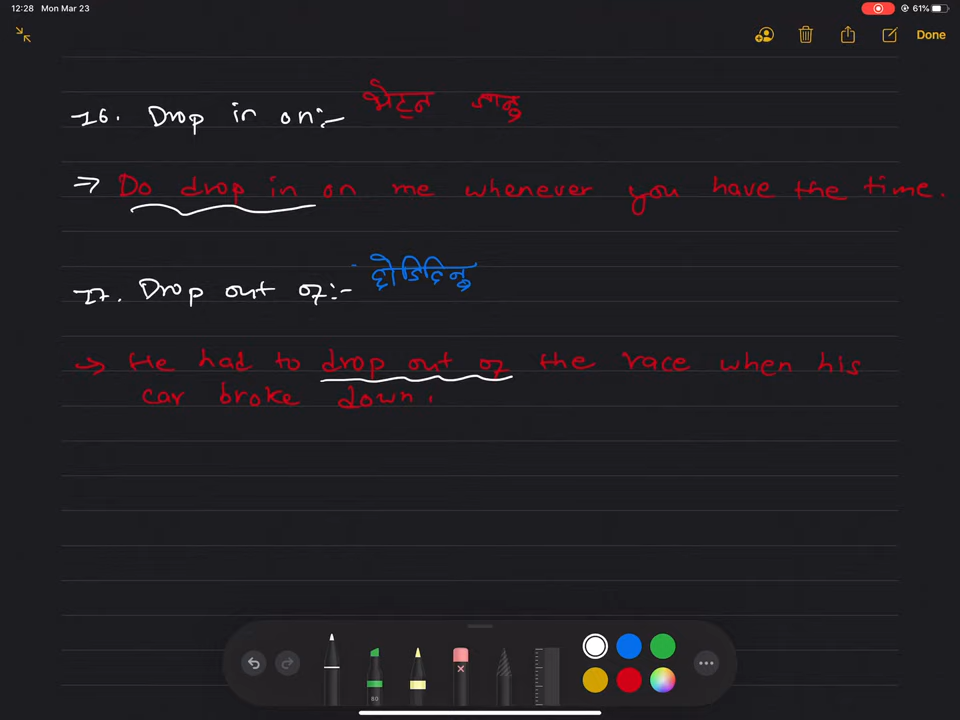 12:28 Mon Mar 23 61%
Done
16. Drop in on:- भेट्न जानु
→ Do drop in on me whenever you have the time.
17. Drop out of:- छोडिदिनु
→ He had to drop out of the race when his
car broke down.
80